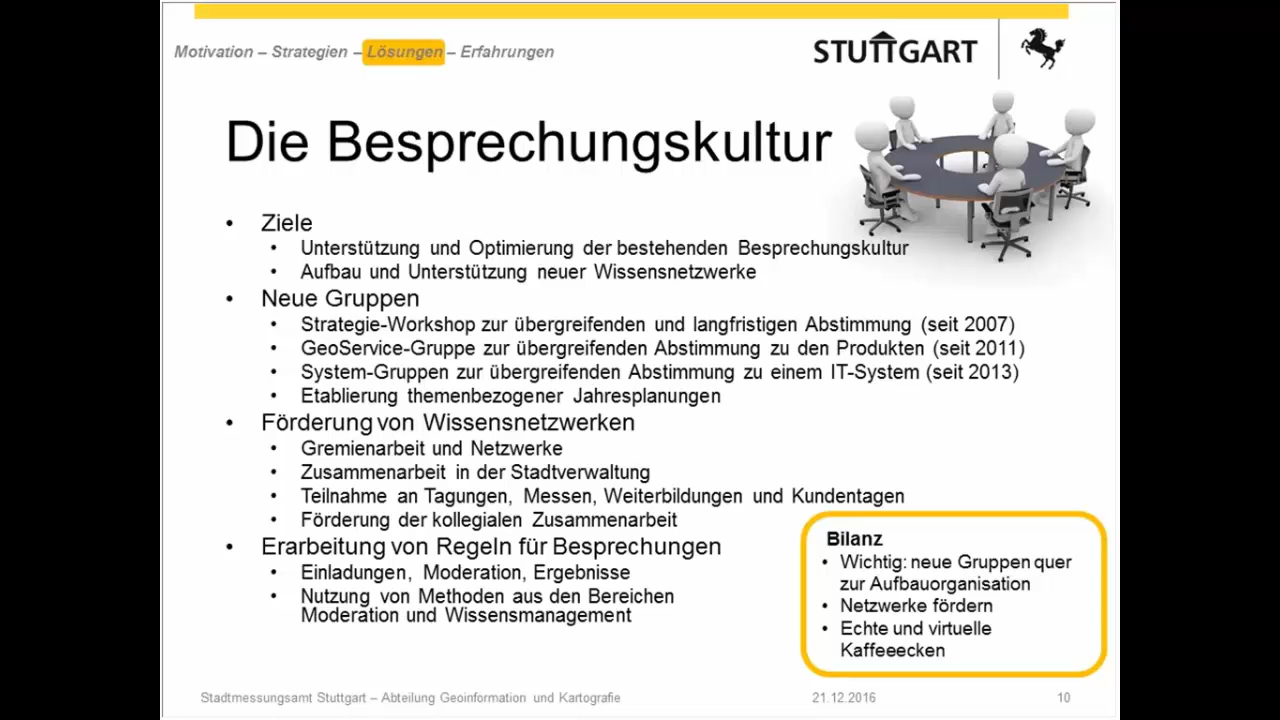 Motivation – Strategien – Lösungen – Erfahrungen
STUTTGART
Die Besprechungskultur
• Ziele
• Unterstützung und Optimierung der bestehenden Besprechungskultur
• Aufbau und Unterstützung neuer Wissensnetzwerke
• Neue Gruppen
• Strategie-Workshop zur übergreifenden und langfristigen Abstimmung (seit 2007)
• GeoService-Gruppe zur übergreifenden Abstimmung zu den Produkten (seit 2011)
• System-Gruppen zur übergreifenden Abstimmung zu einem IT-System (seit 2013)
• Etablierung themenbezogener Jahresplanungen
• Förderung von Wissensnetzwerken
• Gremienarbeit und Netzwerke
• Zusammenarbeit in der Stadtverwaltung
• Teilnahme an Tagungen, Messen, Weiterbildungen und Kundentagen
• Förderung der kollegialen Zusammenarbeit
• Erarbeitung von Regeln für Besprechungen
• Einladungen, Moderation, Ergebnisse
• Nutzung von Methoden aus den Bereichen
Moderation und Wissensmanagement
Bilanz
• Wichtig: neue Gruppen quer
zur Aufbauorganisation
• Netzwerke fördern
• Echte und virtuelle
Kaffeeecken
Stadtmessungsamt Stuttgart – Abteilung Geoinformation und Kartografie
21.12.2016
10